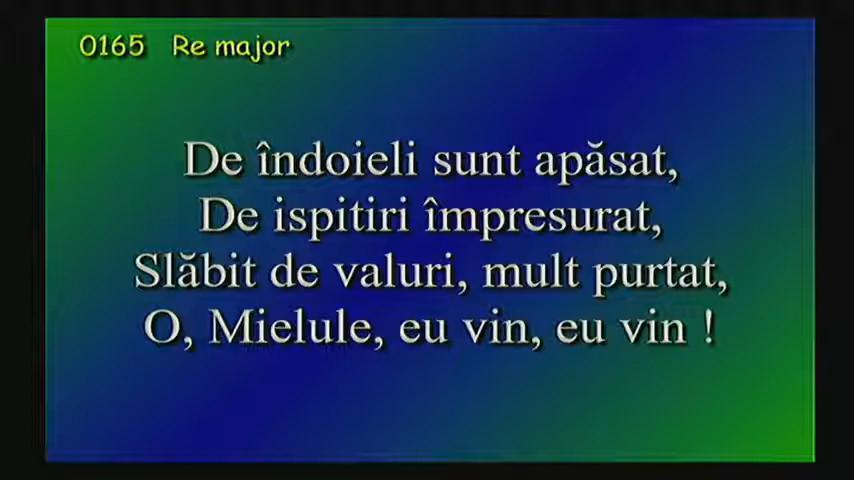 0165 Re major
De îndoieli sunt apăsat,
De ispitiri împresurat,
Slăbit de valuri, mult purtat,
O, Mielule, eu vin, eu vin !